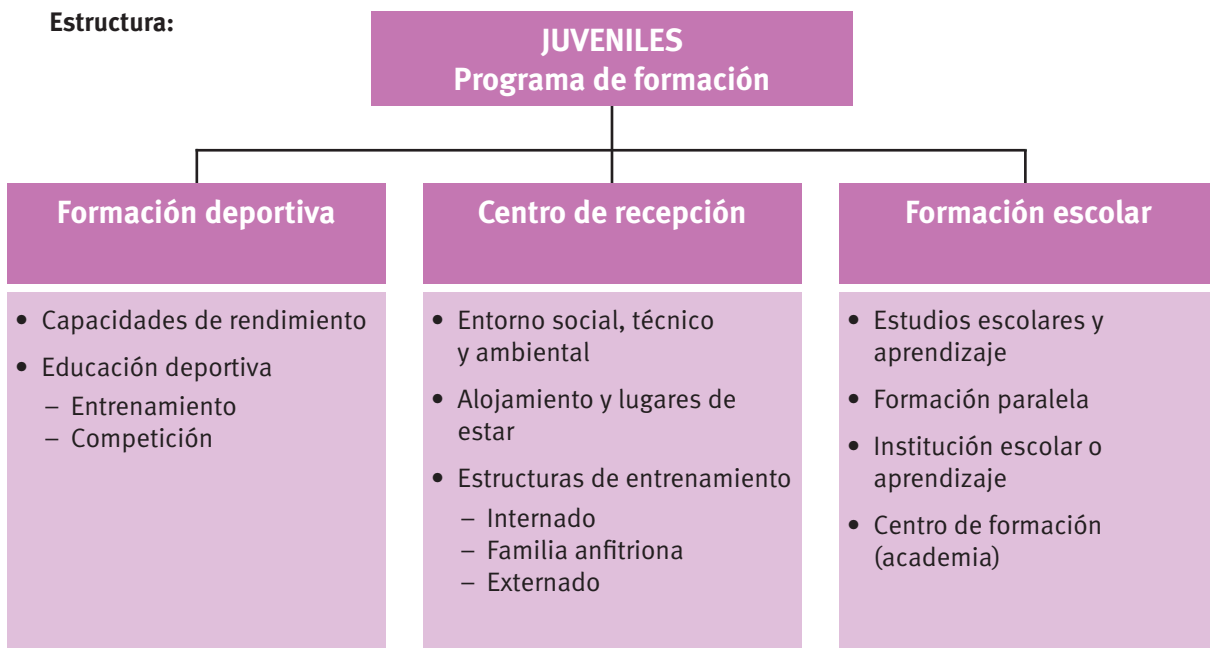 Estructura:
JUVENILES
Programa de formación
Formación deportiva
• Capacidades de rendimiento
• Educación deportiva
– Entrenamiento
– Competición
Centro de recepción
• Entorno social, técnico
y ambiental
• Alojamiento y lugares de
estar
• Estructuras de entrenamiento
– Internado
– Familia anfitriona
– Externado
Formación escolar
• Estudios escolares y
aprendizaje
• Formación paralela
• Institución escolar o
aprendizaje
• Centro de formación
(academia)